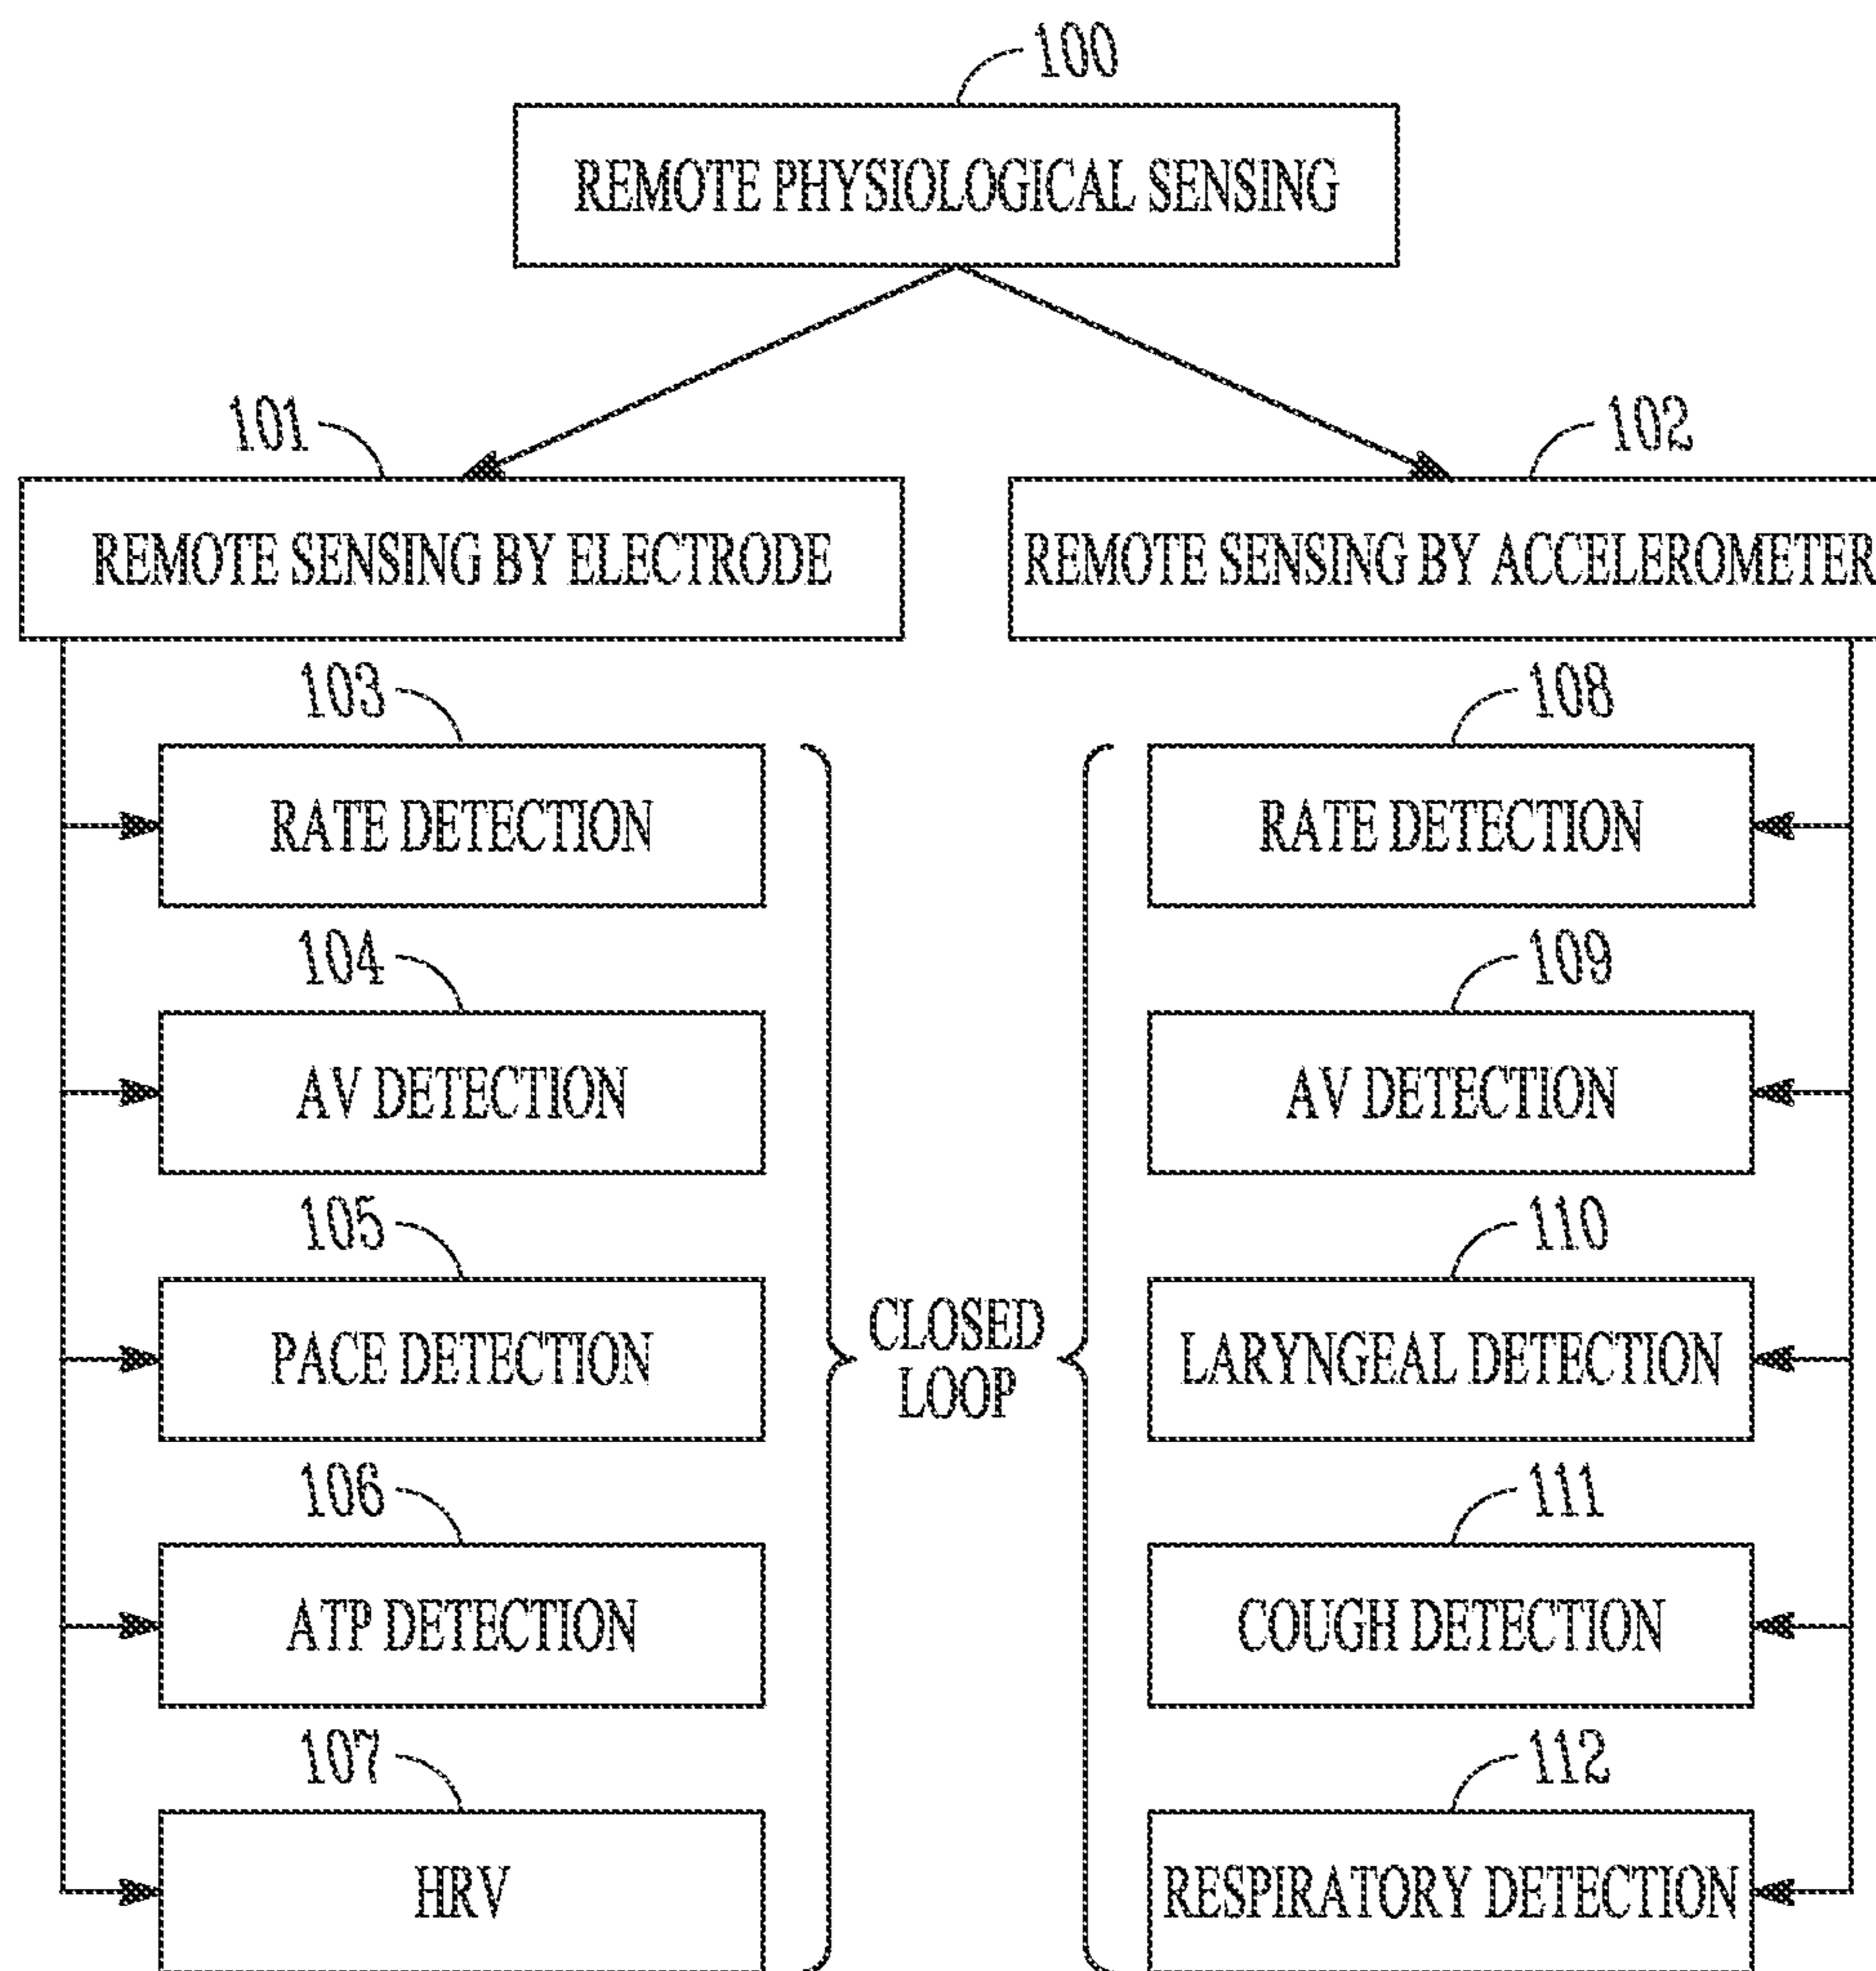 100
REMOTE PHYSIOLOGICAL SENSING
101
REMOTE SENSING BY ELECTRODE
102
REMOTE SENSING BY ACCELEROMETER
103
RATE DETECTION
104
AV DETECTION
105
PACE DETECTION
106
ATP DETECTION
107
HRV
CLOSED
LOOP
108
RATE DETECTION
109
AV DETECTION
110
LARYNGEAL DETECTION
111
COUGH DETECTION
112
RESPIRATORY DETECTION